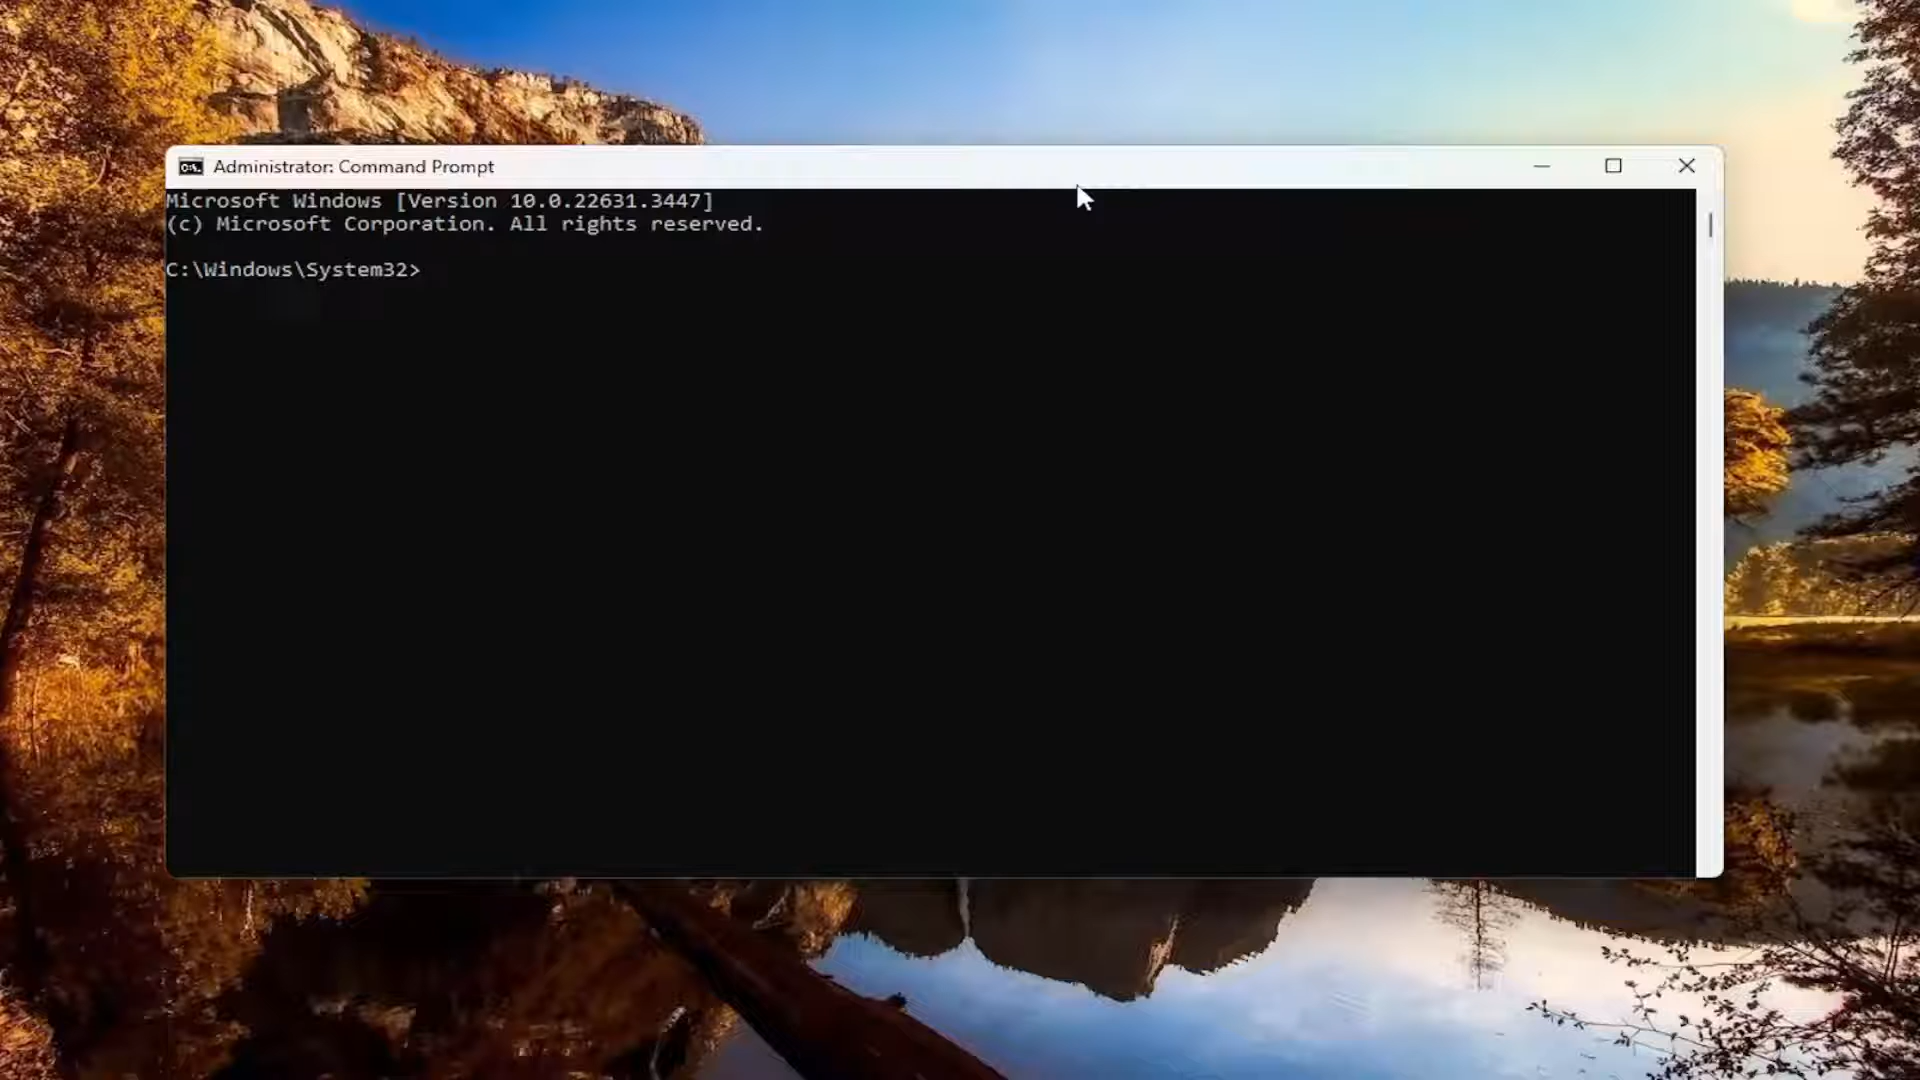 Administrator: Command Prompt
Microsoft Windows [Version 10.0.22631.3447]
(c) Microsoft Corporation. All rights reserved.
C:\Windows\System32>